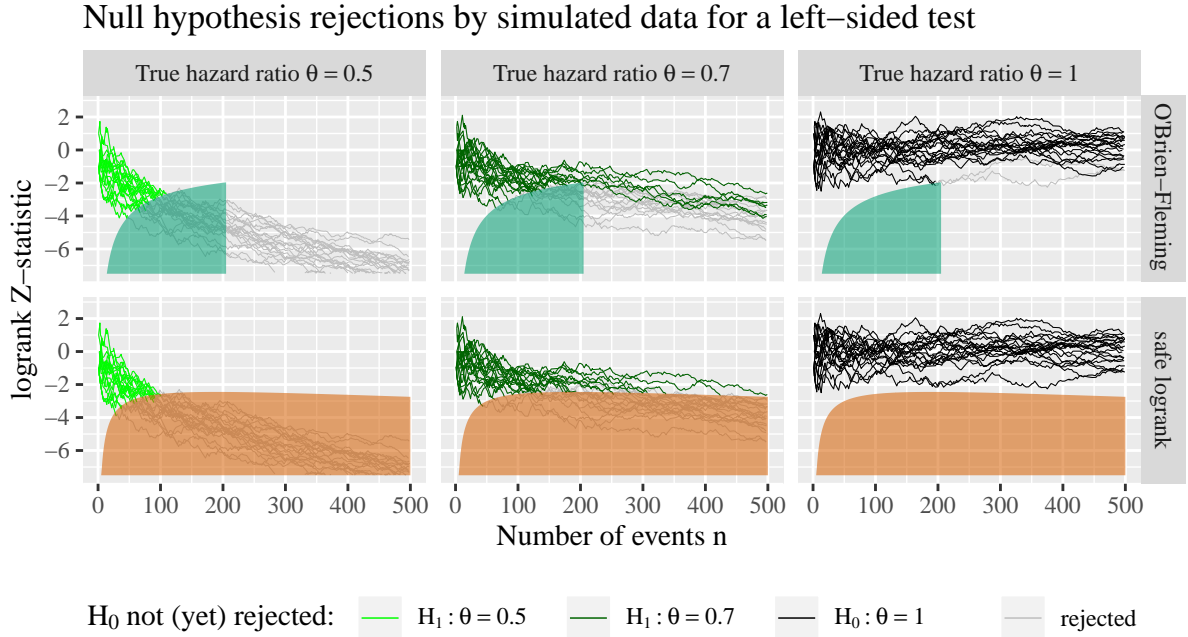 Null hypothesis rejections by simulated data for a left−sided test
True hazard ratio θ = 0.5
True hazard ratio θ = 0.7
True hazard ratio θ = 1
O'Brien−Fleming
safe logrank
logrank Z−statistic
2
0
−2
−4
−6
2
0
−2
−4
−6
0 100 200 300 400 500
0 100 200 300 400 500
0 100 200 300 400 500
Number of events n
H₀ not (yet) rejected: H₁ : θ = 0.5 H₁ : θ = 0.7 H₀ : θ = 1 rejected